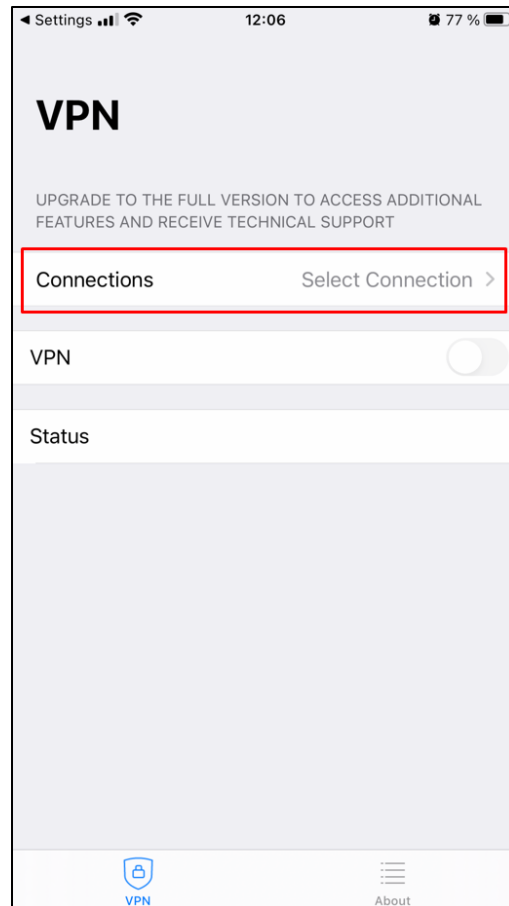 Settings 12:06 77 %
VPN
UPGRADE TO THE FULL VERSION TO ACCESS ADDITIONAL
FEATURES AND RECEIVE TECHNICAL SUPPORT
Connections Select Connection
VPN
Status
VPN About